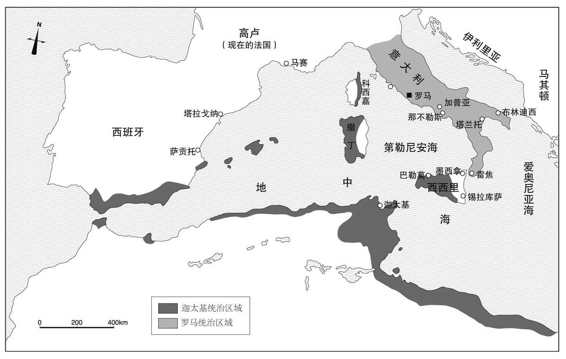 高卢
（现在的法国）
伊利里亚
马其顿
意大利
马赛
科西嘉
罗马
塔拉戈纳
加普亚
布林迪西
那不勒斯
塔兰托
西班牙
撒丁
第勒尼安海
萨贡托
巴勒莫
墨西拿
雷焦
爱奥尼亚海
西西里
地中海
迦太基
锡拉库萨
迦太基统治区域
罗马统治区域
0 200 400km